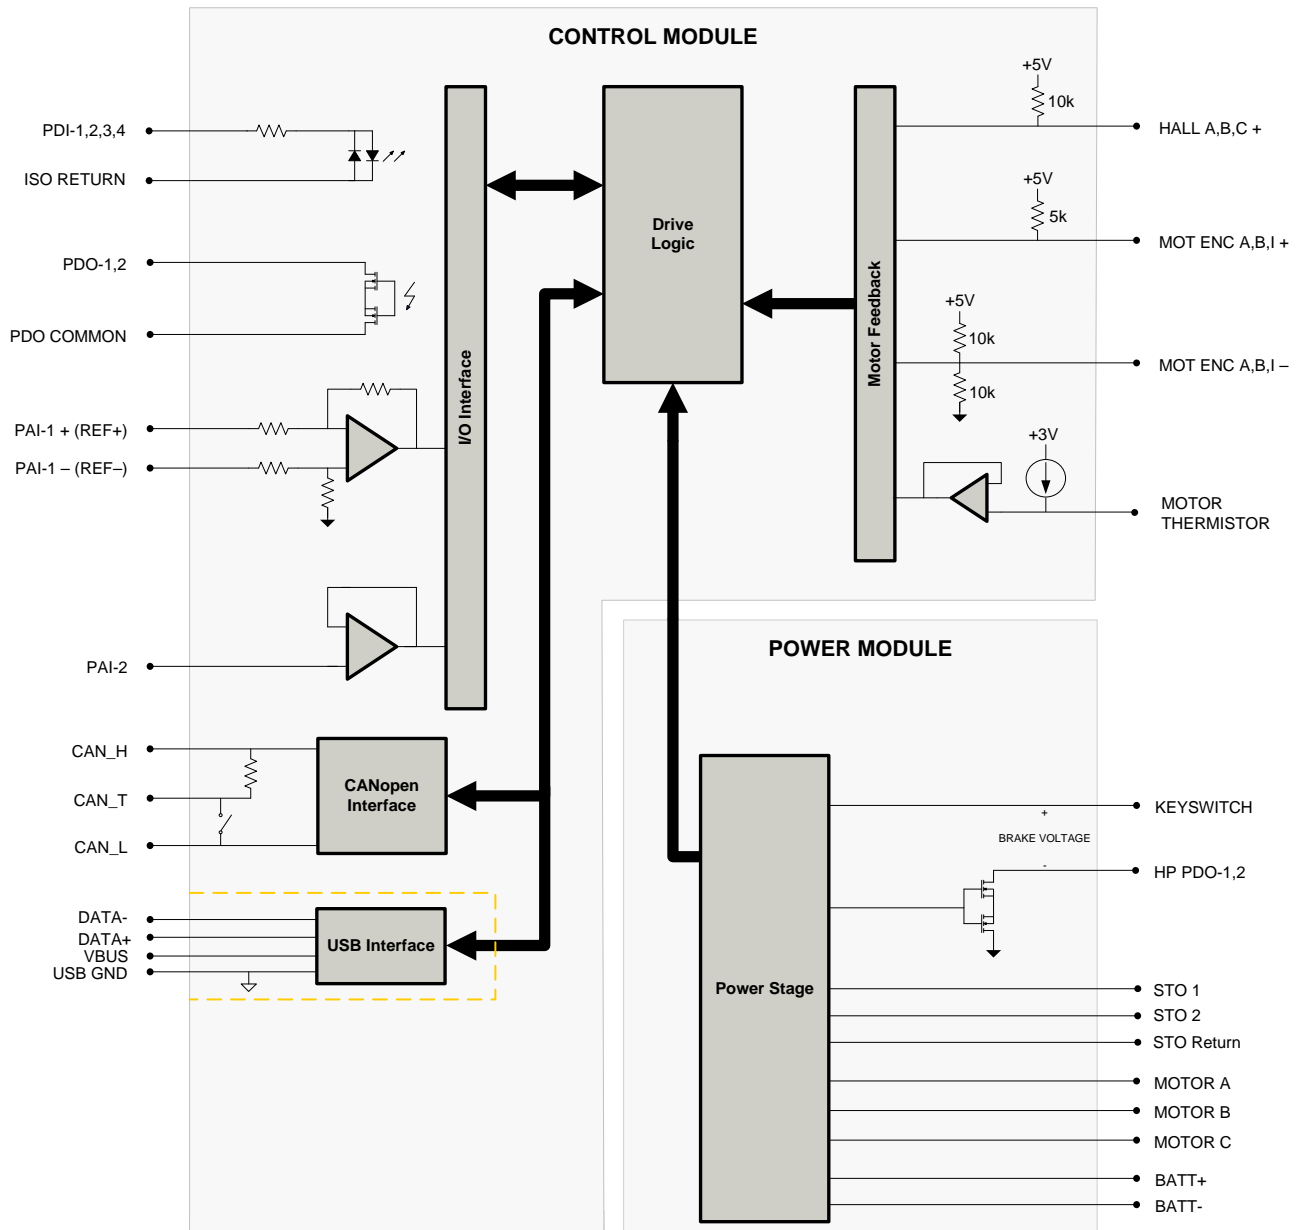 CONTROL MODULE
PDI-1,2,3,4
ISO RETURN
PDO-1,2
PDO COMMON
PAI-1 + (REF+)
PAI-1 – (REF–)
PAI-2
CAN_H
CAN_T
CAN_L
DATA-
DATA+
VBUS
USB GND
I/O Interface
CANopen
Interface
USB Interface
Drive
Logic
Motor Feedback
+5V
10k
HALL A,B,C +
+5V
5k
MOT ENC A,B,I +
+5V
10k
10k
MOT ENC A,B,I –
+3V
MOTOR
THERMISTOR
POWER MODULE
Power Stage
KEYSWITCH
+
BRAKE VOLTAGE
-
HP PDO-1,2
STO 1
STO 2
STO Return
MOTOR A
MOTOR B
MOTOR C
BATT+
BATT-